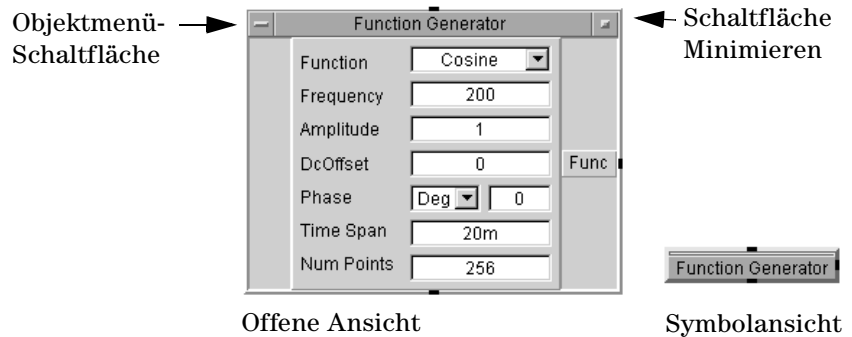 Objektmenü-
Schaltfläche
Function Generator
Schaltfläche
Minimieren
Function Cosine
Frequency 200
Amplitude 1
DcOffset 0
Func
Phase Deg 0
Time Span 20m
Num Points 256
Function Generator
Offene Ansicht
Symbolansicht